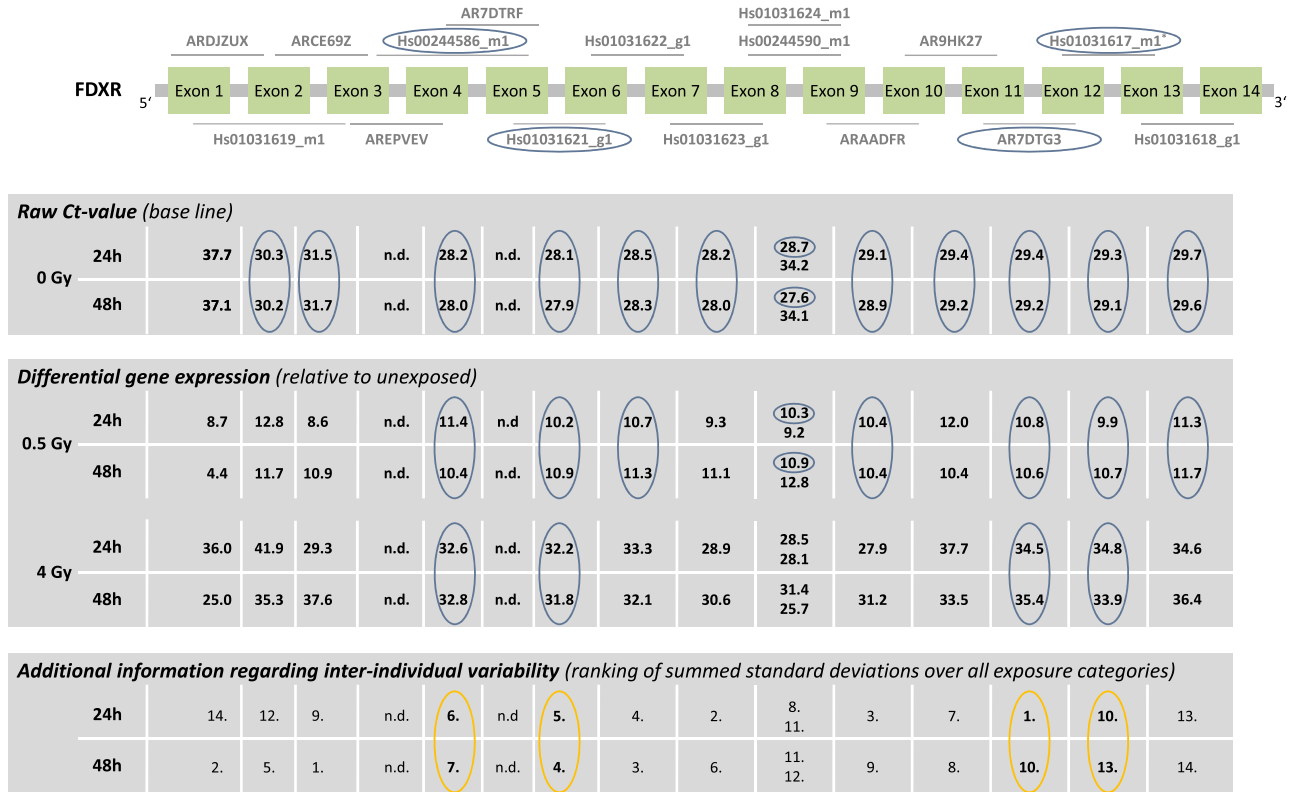 AR7DTRF Hs01031624_m1
ARDJZUX ARCE69Z Hs00244586_m1 Hs01031622_g1 Hs00244590_m1 AR9HK27 Hs01031617_m1*
FDXR 5‘ Exon 1 Exon 2 Exon 3 Exon 4 Exon 5 Exon 6 Exon 7 Exon 8 Exon 9 Exon 10 Exon 11 Exon 12 Exon 13 Exon 14 3‘
Hs01031619_m1 AREPVEV Hs01031621_g1 Hs01031623_g1 ARAADFR AR7DTG3 Hs01031618_g1
Raw Ct-value (base line)
0 Gy
24h 37.7 30.3 31.5 n.d. 28.2 n.d. 28.1 28.5 28.2 28.7 29.1 29.4 29.4 29.3 29.7
34.2
48h 37.1 30.2 31.7 n.d. 28.0 n.d. 27.9 28.3 28.0 27.6 28.9 29.2 29.2 29.1 29.6
34.1
Differential gene expression (relative to unexposed)
0.5 Gy
24h 8.7 12.8 8.6 n.d. 11.4 n.d 10.2 10.7 9.3 10.3 10.4 12.0 10.8 9.9 11.3
9.2
48h 4.4 11.7 10.9 n.d. 10.4 n.d. 10.9 11.3 11.1 10.9 10.4 10.4 10.6 10.7 11.7
12.8
4 Gy
24h 36.0 41.9 29.3 n.d. 32.6 n.d. 32.2 33.3 28.9 28.5 27.9 37.7 34.5 34.8 34.6
28.1
48h 25.0 35.3 37.6 n.d. 32.8 n.d. 31.8 32.1 30.6 31.4 31.2 33.5 35.4 33.9 36.4
25.7
Additional information regarding inter-individual variability (ranking of summed standard deviations over all exposure categories)
24h 14. 12. 9. n.d. 6. n.d 5. 4. 2. 8. 3. 7. 1. 10. 13.
11.
48h 2. 5. 1. n.d. 7. n.d. 4. 3. 6. 11. 9. 8. 10. 13. 14.
12.